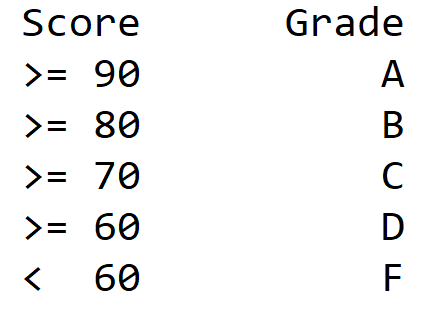 Score Grade
>= 90 A
>= 80 B
>= 70 C
>= 60 D
<  60 F